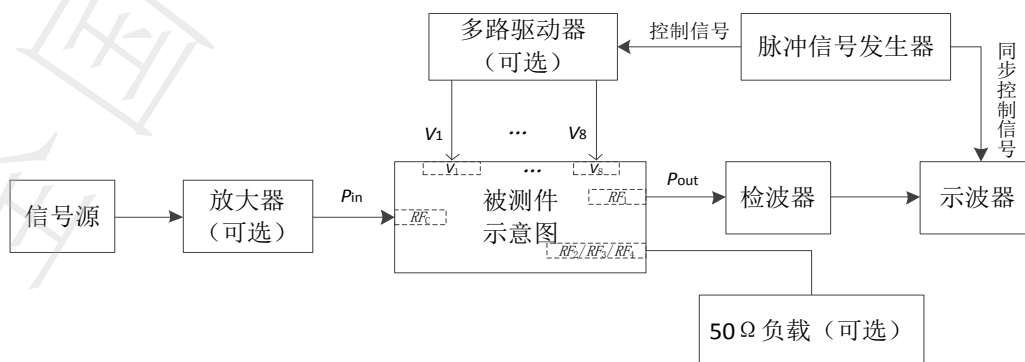 多路驱动器
(可选)
控制信号
脉冲信号发生器
同步控制信号
V1
...
V8
V1
...
V8
信号源
放大器
(可选)
Pin
RFC
被测件
示意图
RF1
RF2/RF3/RF4
Pout
检波器
示波器
50Ω负载(可选)